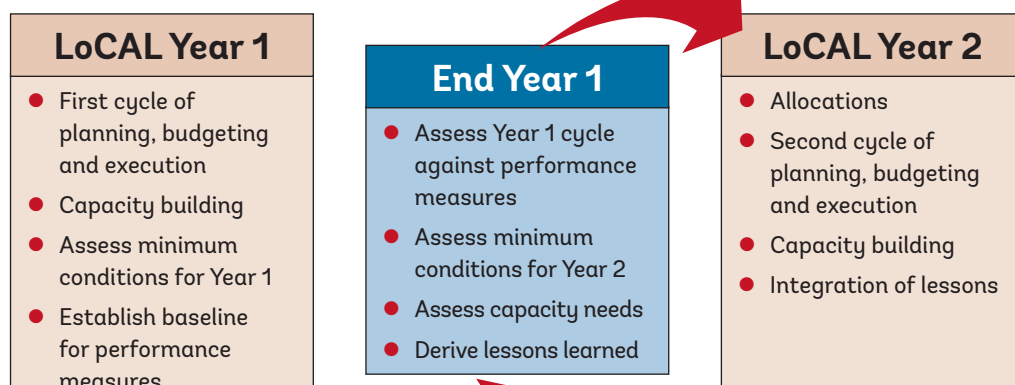 LoCAL Year 1
First cycle of
planning, budgeting
and execution
Capacity building
Assess minimum
conditions for Year 1
Establish baseline
for performance
measures
End Year 1
Assess Year 1 cycle
against performance
measures
Assess minimum
conditions for Year 2
Assess capacity needs
Derive lessons learned
LoCAL Year 2
Allocations
Second cycle of
planning, budgeting
and execution
Capacity building
Integration of lessons